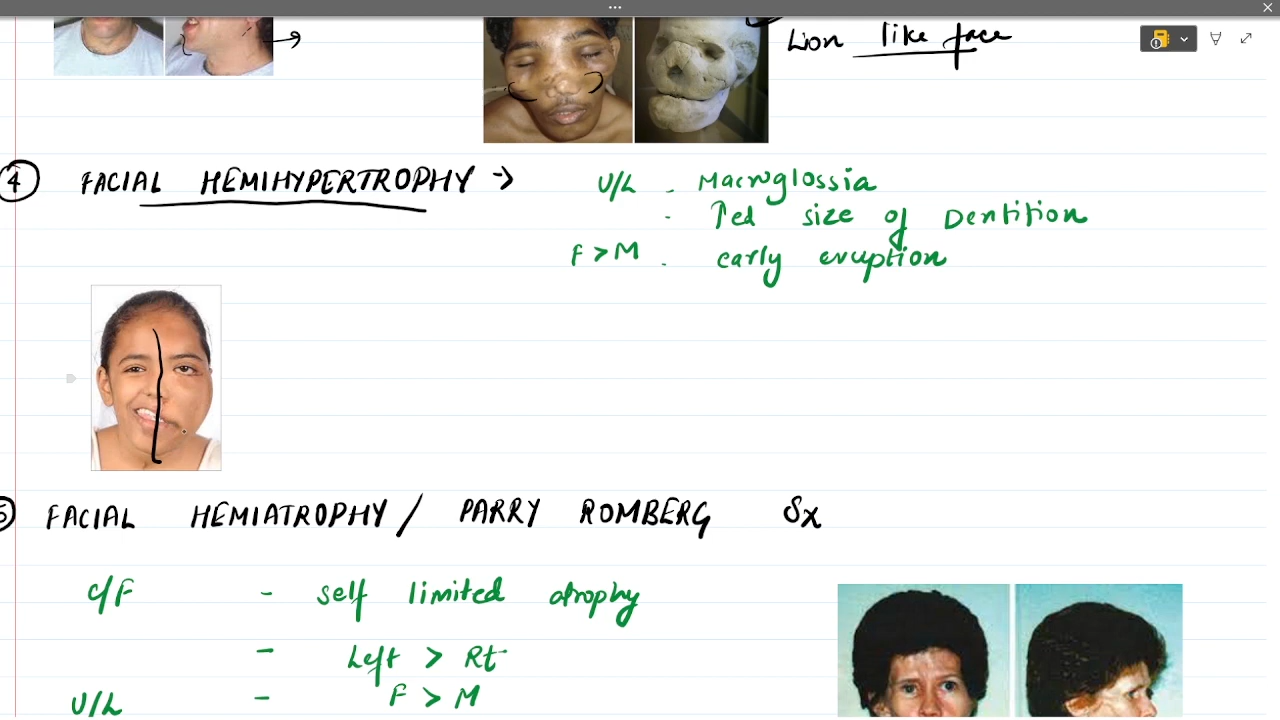 Lion like face
4 FACIAL HEMIHYPERTROPHY → U/L - Macroglossia
- ↑ed size of Dentition
F > M - early eruption
5 FACIAL HEMIATROPHY / PARRY ROMBERG Sx
c/F - self limited atrophy
- Left > Rt
U/L - F > M